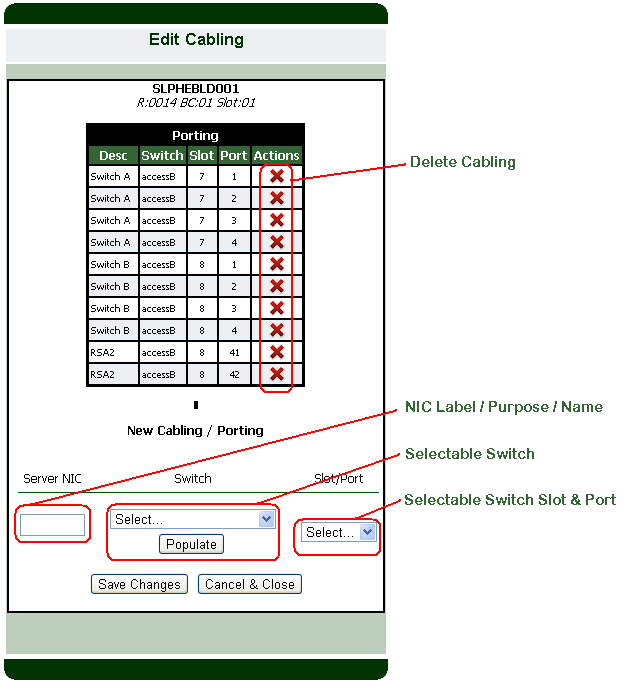 Edit Cabling
SLPHEBLD001
R:0014 BC:01 Slot:01
Porting
Desc Switch Slot Port Actions
Switch A accessB 7 1
Switch A accessB 7 2
Switch A accessB 7 3
Switch A accessB 7 4
Switch B accessB 8 1
Switch B accessB 8 2
Switch B accessB 8 3
Switch B accessB 8 4
RSA2 accessB 8 41
RSA2 accessB 8 42
Delete Cabling
New Cabling / Porting
NIC Label / Purpose / Name
Selectable Switch
Selectable Switch Slot & Port
Server NIC Switch Slot/Port
Select... Select...
Populate
Save Changes Cancel & Close